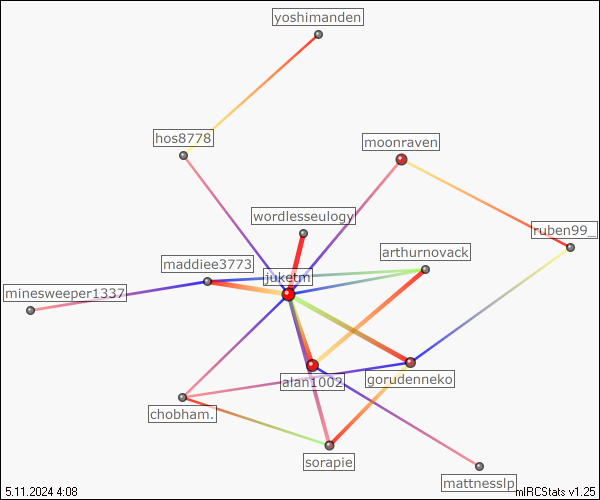 yoshimanden
hos8778
moonraven
wordlesseulogy
ruben99_
arthurnovack
maddiee3773
juketm
minesweeper1337
alan1002
gorudenneko
chobham.
sorapie
mattnesslp
5.11.2024 4:08
mIRCStats v1.25